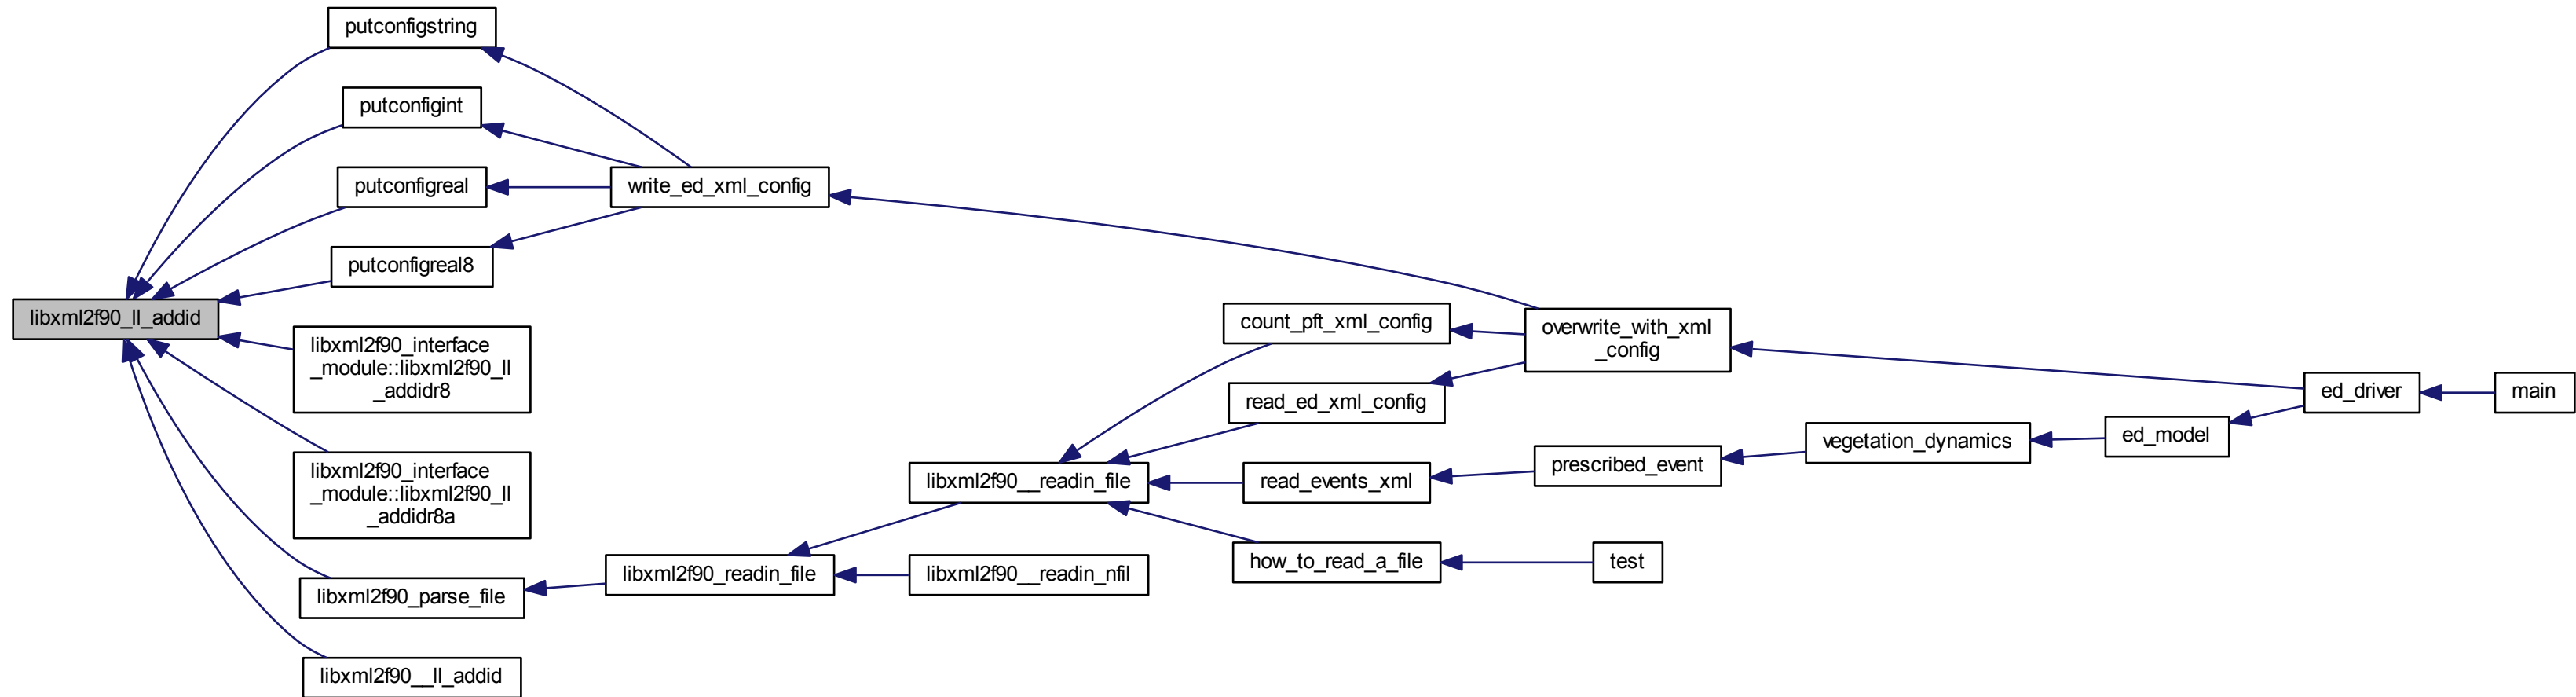 putconfigstring
putconfigint
putconfigreal
write_ed_xml_config
putconfigreal8
libxml2f90_ll_addid
libxml2f90_interface
_module::libxml2f90_ll
_addidr8
count_pft_xml_config
overwrite_with_xml
_config
read_ed_xml_config
ed_driver
main
vegetation_dynamics
ed_model
libxml2f90_interface
_module::libxml2f90_ll
_addidr8a
libxml2f90__readin_file
read_events_xml
prescribed_event
how_to_read_a_file
test
libxml2f90_parse_file
libxml2f90_readin_file
libxml2f90__readin_nfil
libxml2f90__ll_addid